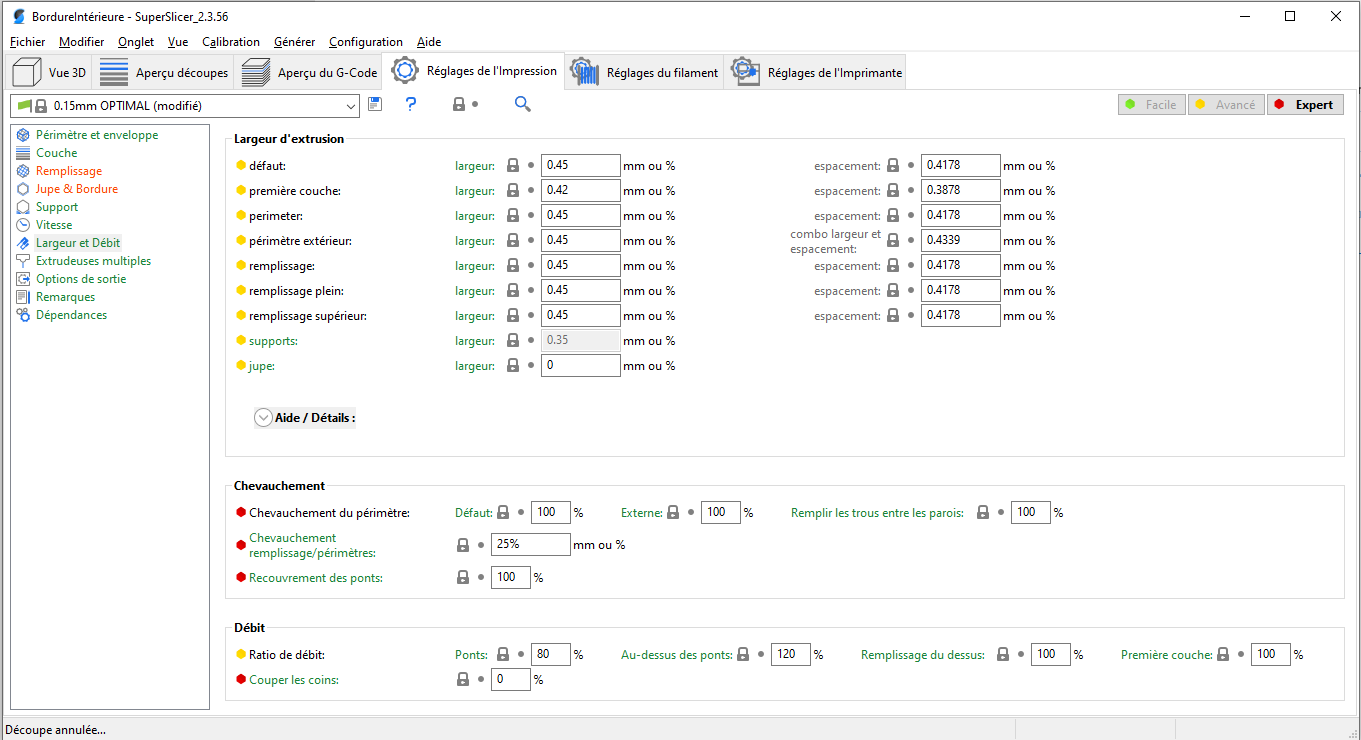 BordureIntérieure - SuperSlicer_2.3.56
Fichier Modifier Onglet Vue Calibration Générer Configuration Aide
Vue 3D Aperçu découpes Aperçu du G-Code Réglages de l'Impression Réglages du filament Réglages de l'Imprimante
0.15mm OPTIMAL (modifié) ? Facile Avancé Expert
Périmètre et enveloppe
Couche
Remplissage
Jupe & Bordure
Support
Vitesse
Largeur et Débit
Extrudeuses multiples
Options de sortie
Remarques
Dépendances
Largeur d'extrusion
défaut: largeur: 0.45 mm ou % espacement: 0.4178 mm ou %
première couche: largeur: 0.42 mm ou % espacement: 0.3878 mm ou %
perimeter: largeur: 0.45 mm ou % espacement: 0.4178 mm ou %
périmètre extérieur: largeur: 0.45 mm ou % combo largeur et espacement: 0.4339 mm ou %
remplissage: largeur: 0.45 mm ou % espacement: 0.4178 mm ou %
remplissage plein: largeur: 0.45 mm ou % espacement: 0.4178 mm ou %
remplissage supérieur: largeur: 0.45 mm ou % espacement: 0.4178 mm ou %
supports: largeur: 0.35 mm ou %
jupe: largeur: 0 mm ou %
Aide / Détails :
Chevauchement
Chevauchement du périmètre: Défaut: 100 % Externe: 100 % Remplir les trous entre les parois: 100 %
Chevauchement
remplissage/périmètres: 25% mm ou %
Recouvrement des ponts: 100 %
Débit
Ratio de débit: Ponts: 80 % Au-dessus des ponts: 120 % Remplissage du dessus: 100 % Première couche: 100 %
Couper les coins: 0 %
Découpe annulée...